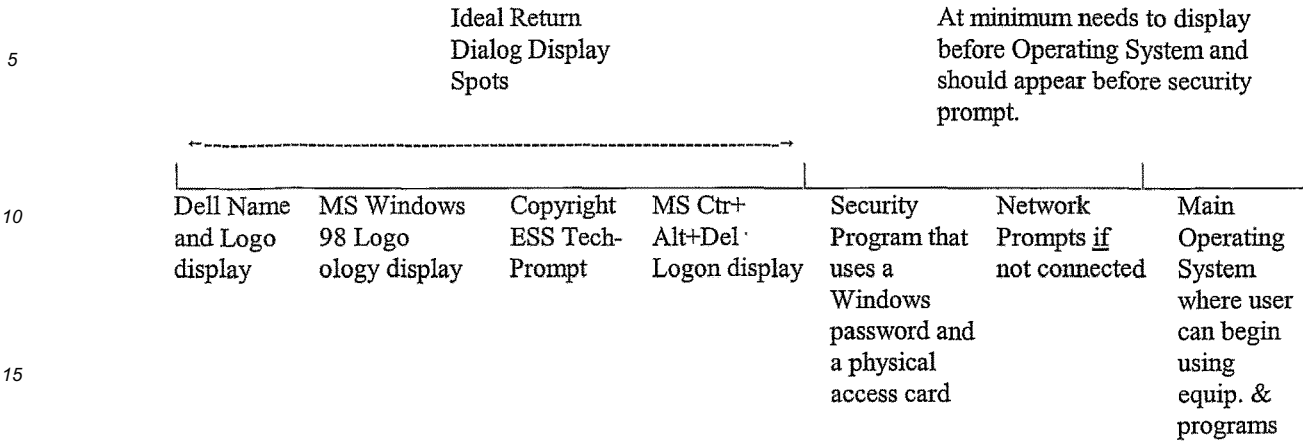 Ideal Return
Dialog Display
Spots
At minimum needs to display
before Operating System and
should appear before security
prompt.
5
10
15
Dell Name
and Logo
display
MS Windows
98 Logo
ology display
Copyright
ESS Tech-
Prompt
MS Ctr+
Alt+Del
Logon display
Security
Program that
uses a
Windows
password and
a physical
access card
Network
Prompts if
not connected
Main
Operating
System
where user
can begin
using
equip. &
programs